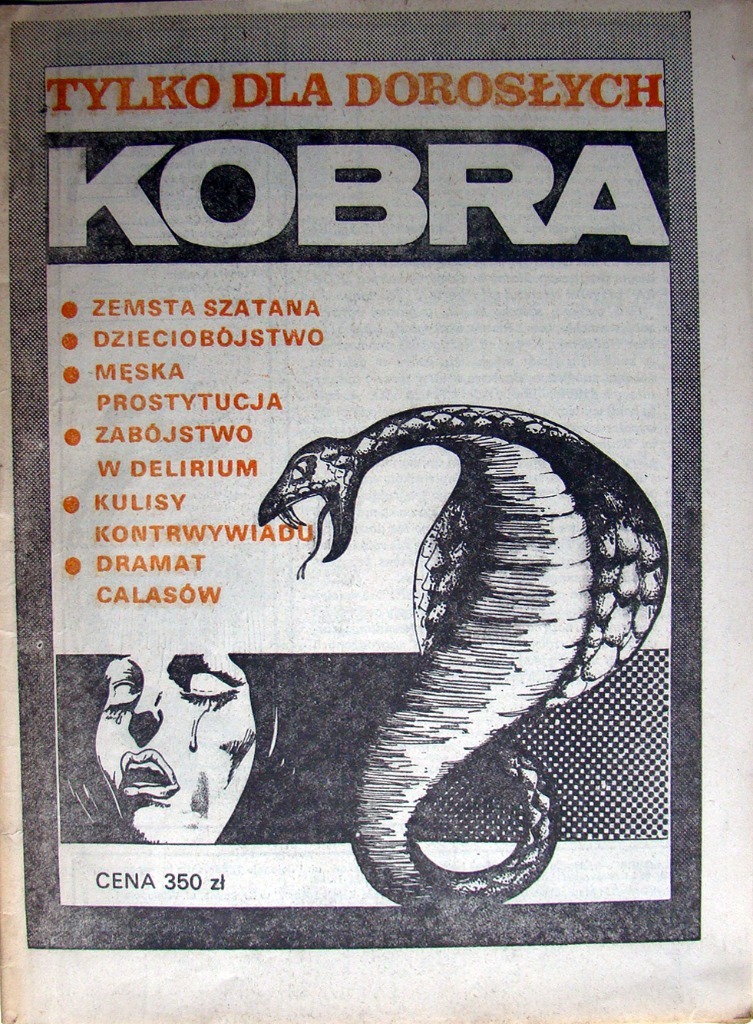 TYLKO DLA DOROSŁYCH
KOBRA
● ZEMSTA SZATANA
● DZIECIOBÓJSTWO
● MĘSKA
PROSTYTUCJA
● ZABÓJSTWO
W DELIRIUM
● KULISY
KONTRWYWIADU
● DRAMAT
CALASÓW
CENA 350 zł